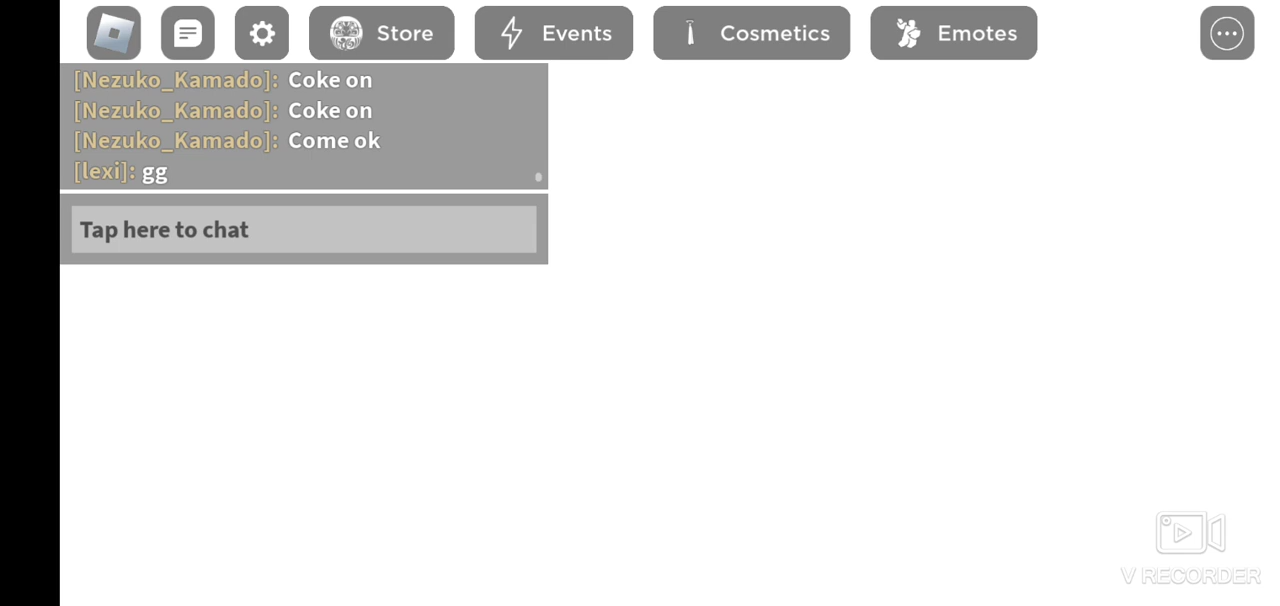 Store Events Cosmetics Emotes
[Nezuko_Kamado]: Coke on
[Nezuko_Kamado]: Coke on
[Nezuko_Kamado]: Come ok
[lexi]: gg
Tap here to chat
V RECORDER